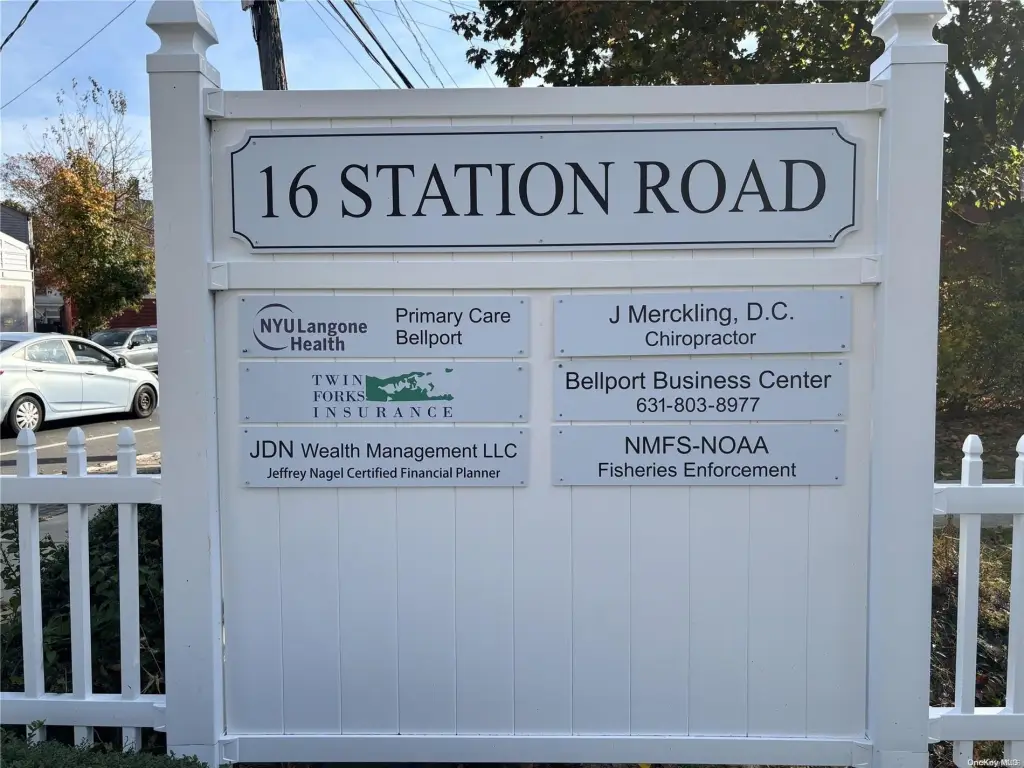 16 STATION ROAD
NYU Langone
Health
Primary Care
Bellport
TWIN
FORKS
INSURANCE
JDN Wealth Management LLC
Jeffrey Nagel Certified Financial Planner
J Merckling, D.C.
Chiropractor
Bellport Business Center
631-803-8977
NMFS-NOAA
Fisheries Enforcement
OneKey MLS